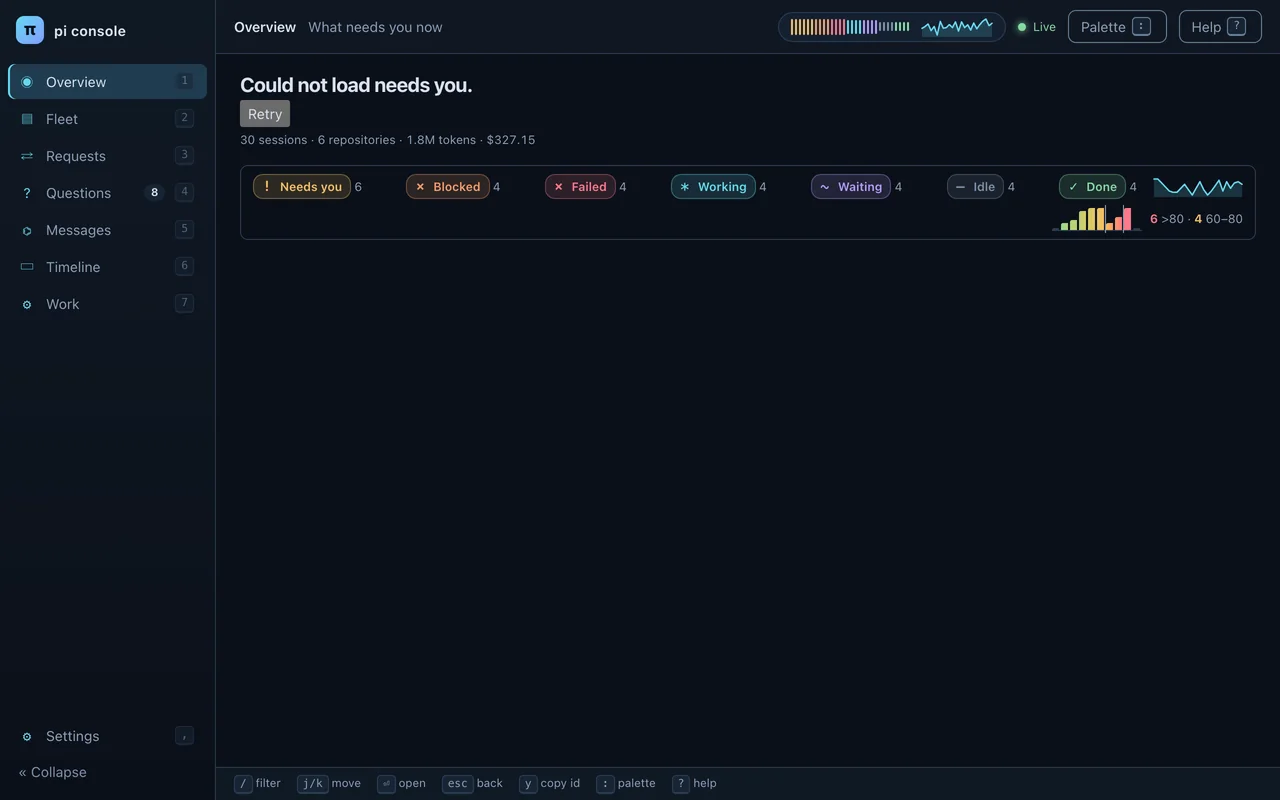 π pi console
Overview 1
Fleet 2
Requests 3
? Questions 8 4
Messages 5
Timeline 6
Work 7
Settings ,
« Collapse
Overview What needs you now
Live
Palette :
Help ?
Could not load needs you.
Retry
30 sessions · 6 repositories · 1.8M tokens · $327.15
! Needs you 6
× Blocked 4
× Failed 4
* Working 4
~ Waiting 4
— Idle 4
✓ Done 4
6 >80 · 4 60–80
/ filter j/k move ⏎ open esc back y copy id : palette ? help